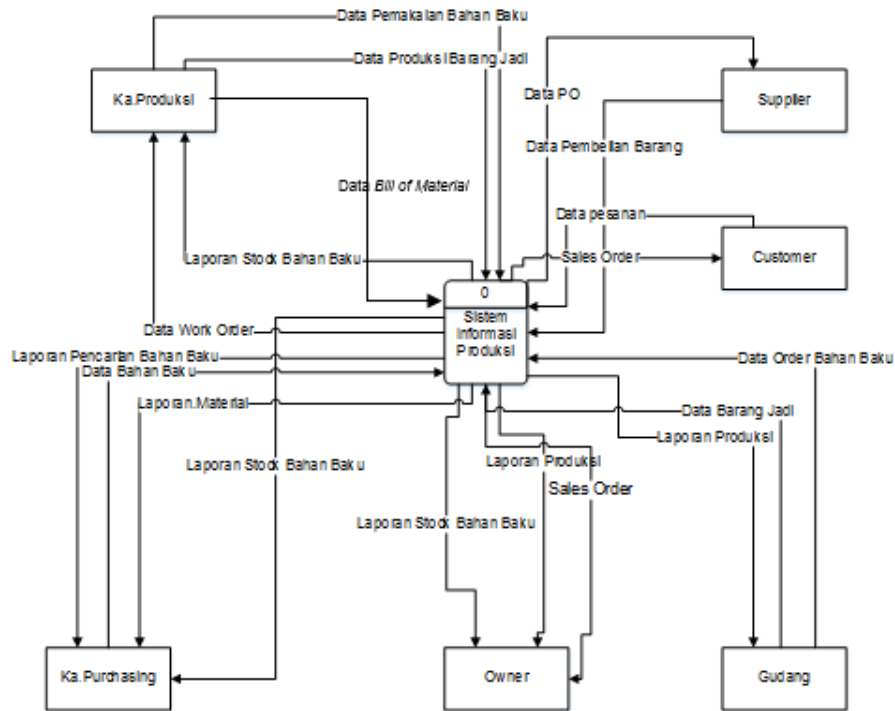 Data Pemakaian Bahan Baku
Data Produksi Barang Jadi
Ka.Produksi
Supplier
Data PO
Data Pembelian Barang
Data Bill of Material
Data pesanan
Laporan Stock Bahan Baku
Sales Order
Customer
0
Sistem
Informasi
Produksi
Data Work Order
Laporan Pencarian Bahan Baku
Data Order Bahan Baku
Data Bahan Baku
Laporan.Material
Data Barang Jadi
Laporan Produksi
Laporan Stock Bahan Baku
Laporan Produksi
Sales Order
Laporan Stock Bahan Baku
Ka.Purchasing
Owner
Gudang